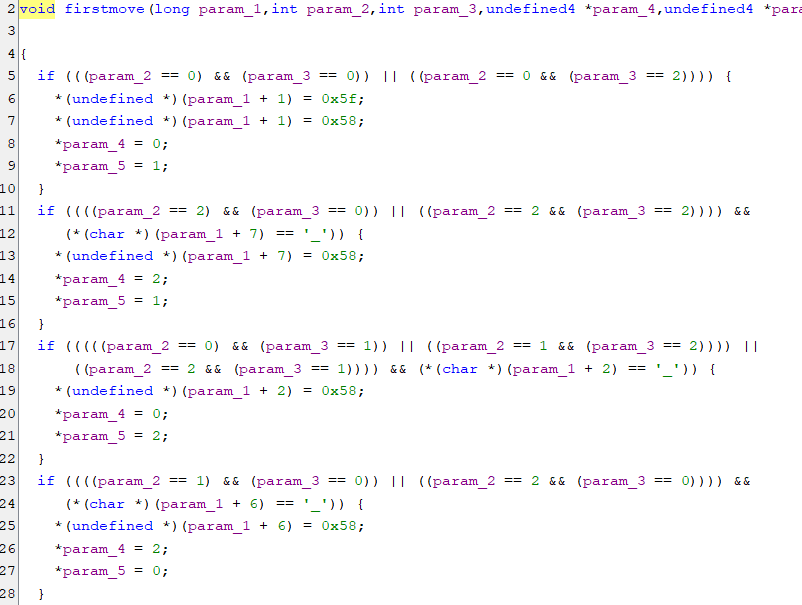 2 void firstmove(long param_1,int param_2,int param_3,undefined4 *param_4,undefined4 *para
3
4 {
5   if (((param_2 == 0) && (param_3 == 0)) || ((param_2 == 0 && (param_3 == 2)))) {
6     *(undefined *)(param_1 + 1) = 0x5f;
7     *(undefined *)(param_1 + 1) = 0x58;
8     *param_4 = 0;
9     *param_5 = 1;
10   }
11   if ((((param_2 == 2) && (param_3 == 0)) || ((param_2 == 2 && (param_3 == 2)))) &&
12      (*(char *)(param_1 + 7) == '_')) {
13     *(undefined *)(param_1 + 7) = 0x58;
14     *param_4 = 2;
15     *param_5 = 1;
16   }
17   if (((((param_2 == 0) && (param_3 == 1)) || ((param_2 == 1 && (param_3 == 2)))) ||
18       ((param_2 == 2 && (param_3 == 1)))) && (*(char *)(param_1 + 2) == '_')) {
19     *(undefined *)(param_1 + 2) = 0x58;
20     *param_4 = 0;
21     *param_5 = 2;
22   }
23   if ((((param_2 == 1) && (param_3 == 0)) || ((param_2 == 2 && (param_3 == 0)))) &&
24      (*(char *)(param_1 + 6) == '_')) {
25     *(undefined *)(param_1 + 6) = 0x58;
26     *param_4 = 2;
27     *param_5 = 0;
28   }